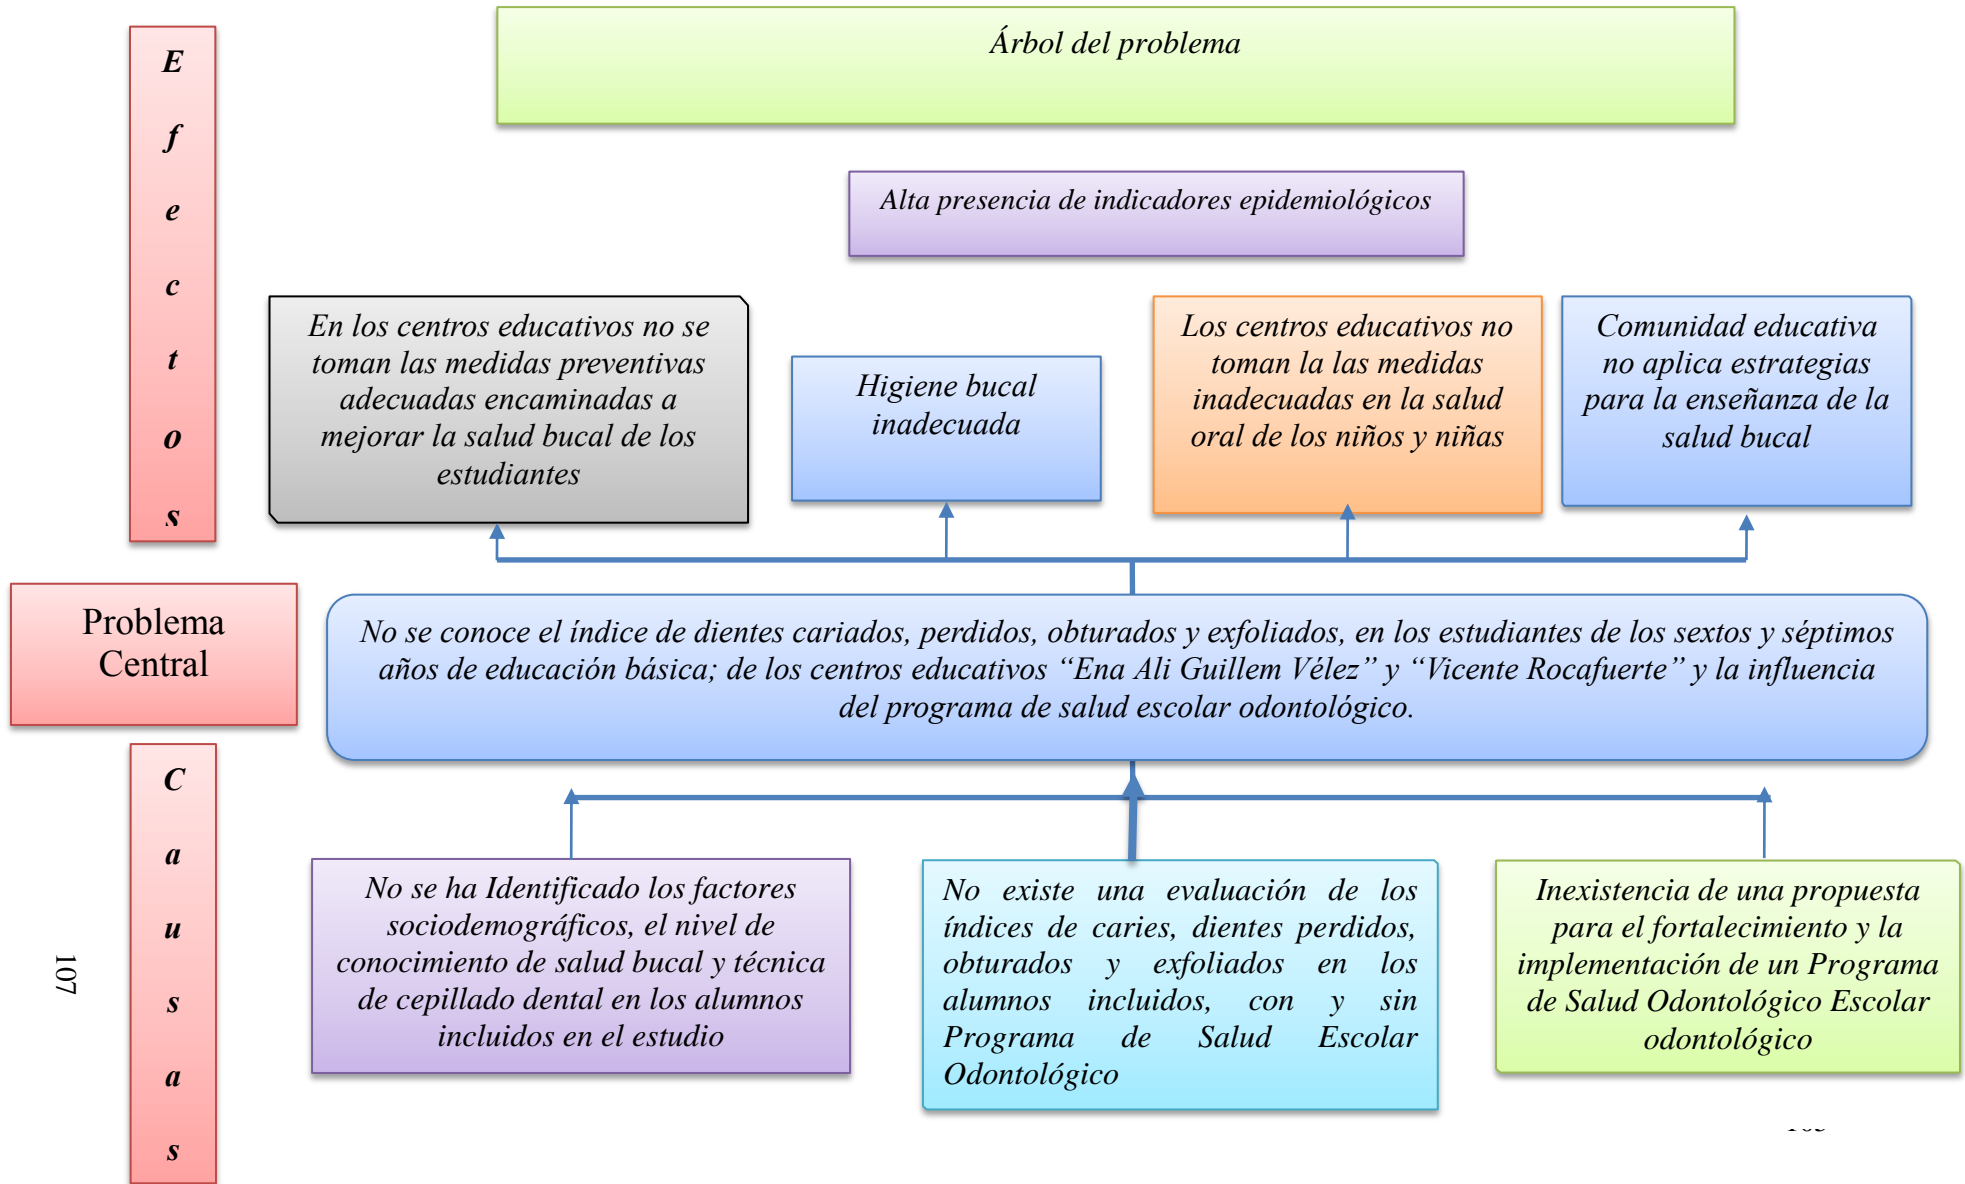 Árbol del problema
E
f
e
c
t
o
s
Alta presencia de indicadores epidemiológicos
En los centros educativos no se
toman las medidas preventivas
adecuadas encaminadas a
mejorar la salud bucal de los
estudiantes
Higiene bucal
inadecuada
Los centros educativos no
toman la las medidas
inadecuadas en la salud
oral de los niños y niñas
Comunidad educativa
no aplica estrategias
para la enseñanza de la
salud bucal
Problema
Central
No se conoce el índice de dientes cariados, perdidos, obturados y exfoliados, en los estudiantes de los sextos y séptimos
años de educación básica; de los centros educativos “Ena Ali Guillem Vélez” y “Vicente Rocafuerte” y la influencia
del programa de salud escolar odontológico.
C
a
u
s
a
s
No se ha Identificado los factores
sociodemográficos, el nivel de
conocimiento de salud bucal y técnica
de cepillado dental en los alumnos
incluidos en el estudio
No existe una evaluación de los
índices de caries, dientes perdidos,
obturados y exfoliados en los
alumnos incluidos, con y sin
Programa de Salud Escolar
Odontológico
Inexistencia de una propuesta
para el fortalecimiento y la
implementación de un Programa
de Salud Odontológico Escolar
odontológico
107